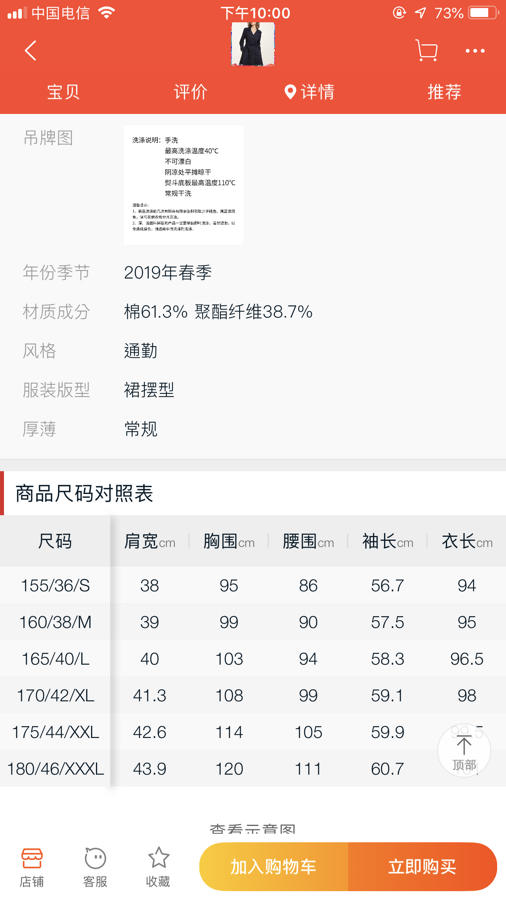 中国电信 下午10:00 73%
宝贝 评价 详情 推荐
吊牌图
洗涤说明：手洗
最高洗涤温度40℃
不可漂白
阴凉处平摊晾干
熨斗底板最高温度110℃
常规干洗
年份季节 2019年春季
材质成分 棉61.3% 聚酯纤维38.7%
风格 通勤
服装版型 裙摆型
厚薄 常规
商品尺码对照表
尺码 肩宽cm 胸围cm 腰围cm 袖长cm 衣长cm
155/36/S 38 95 86 56.7 94
160/38/M 39 99 90 57.5 95
165/40/L 40 103 94 58.3 96.5
170/42/XL 41.3 108 99 59.1 98
175/44/XXL 42.6 114 105 59.9
180/46/XXXL 43.9 120 111 60.7
顶部
查看示意图
店铺 客服 收藏 加入购物车 立即购买